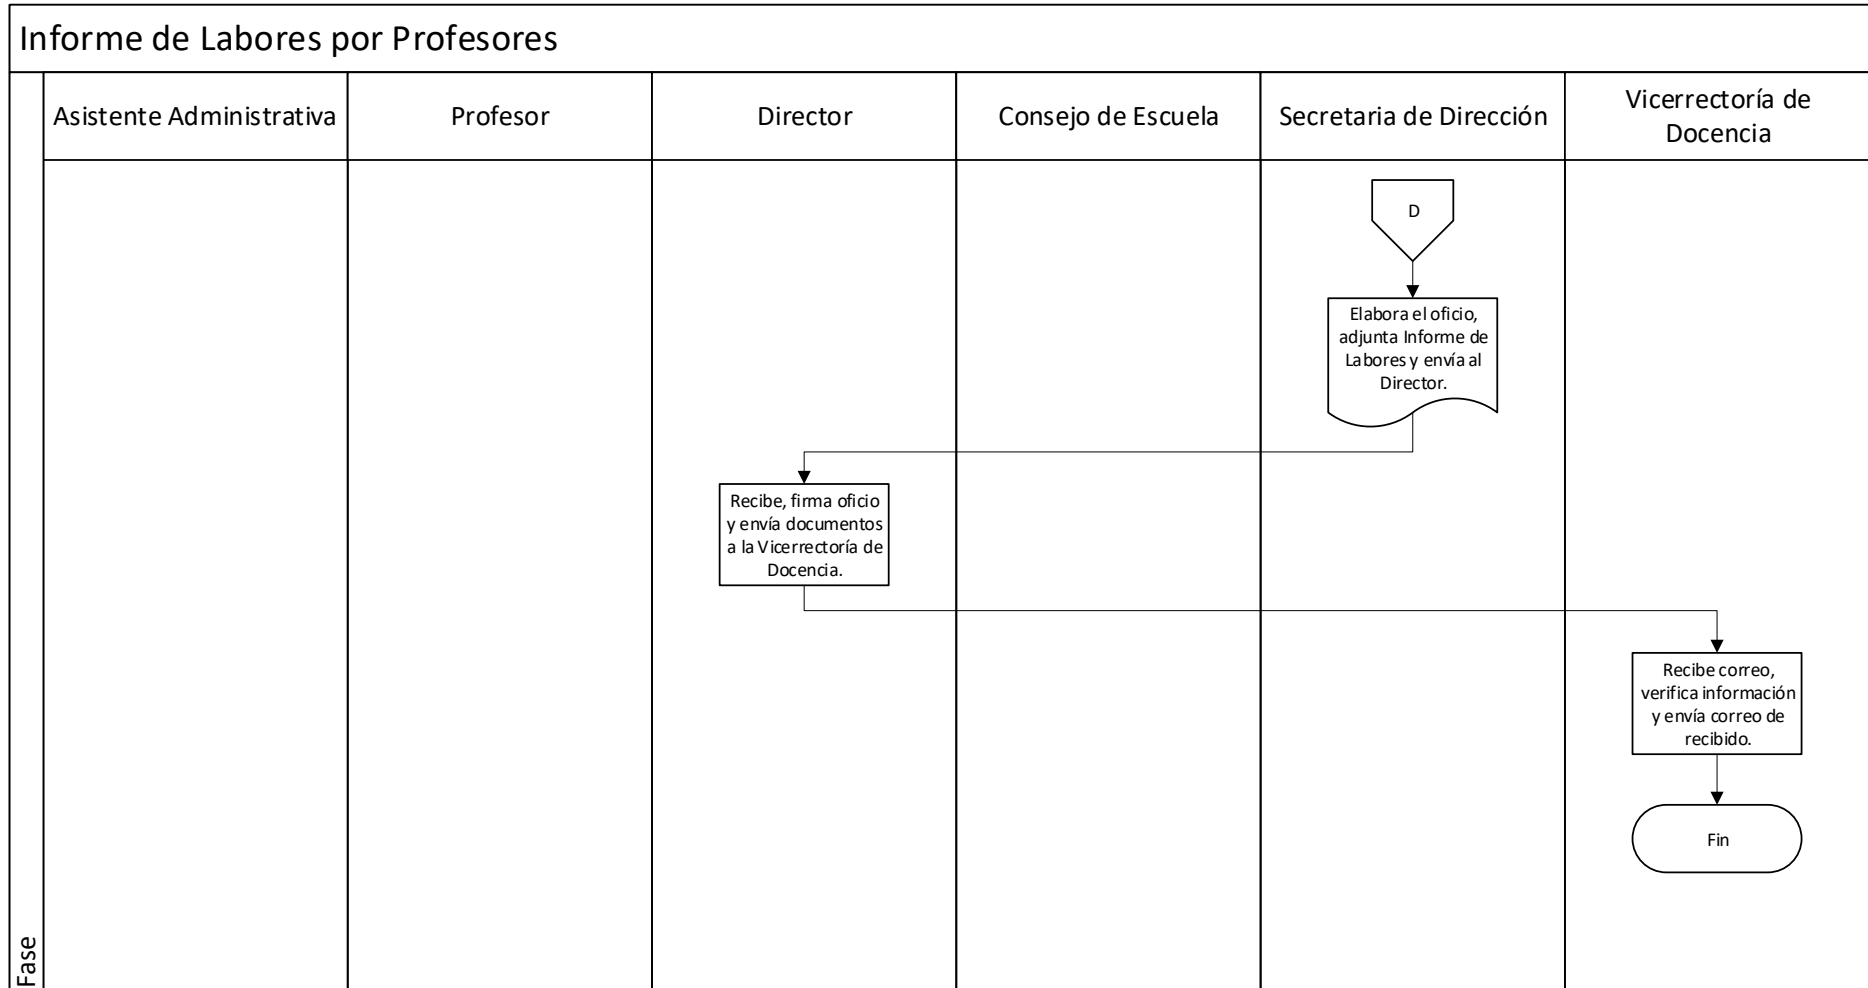 Informe de Labores por Profesores
Asistente Administrativa
Profesor
Director
Consejo de Escuela
Secretaria de Dirección
Vicerrectoría de
Docencia
D
Elabora el oficio,
adjunta Informe de
Labores y envía al
Director.
Recibe, firma oficio
y envía documentos
a la Vicerrectoría de
Docencia.
Recibe correo,
verifica información
y envía correo de
recibido.
Fin
Fase